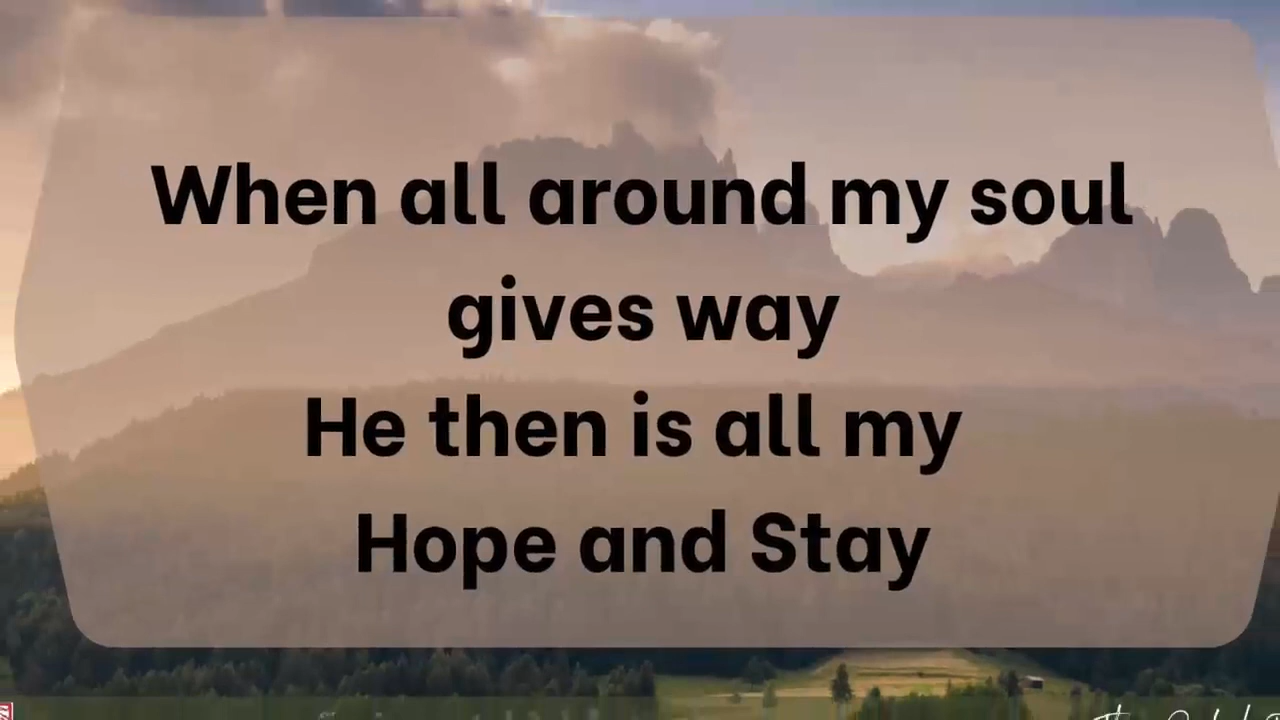 When all around my soul
gives way
He then is all my
Hope and Stay